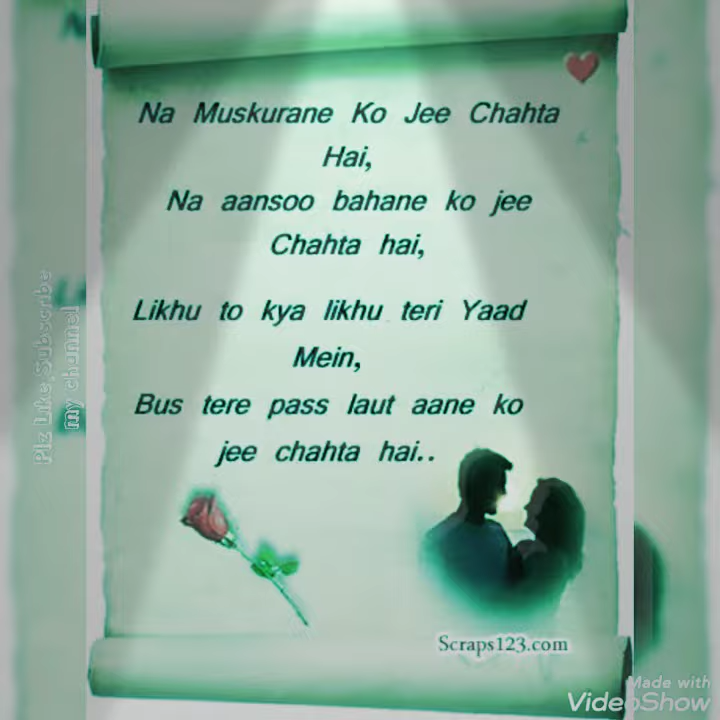 Na Muskurane Ko Jee Chahta
Hai,
Na aansoo bahane ko jee
Chahta hai,
Likhu to kya likhu teri Yaad
Mein,
Bus tere pass laut aane ko
jee chahta hai..
Scraps123.com
Plz Like Subscribe
my chunnel
Made with
VideoShow